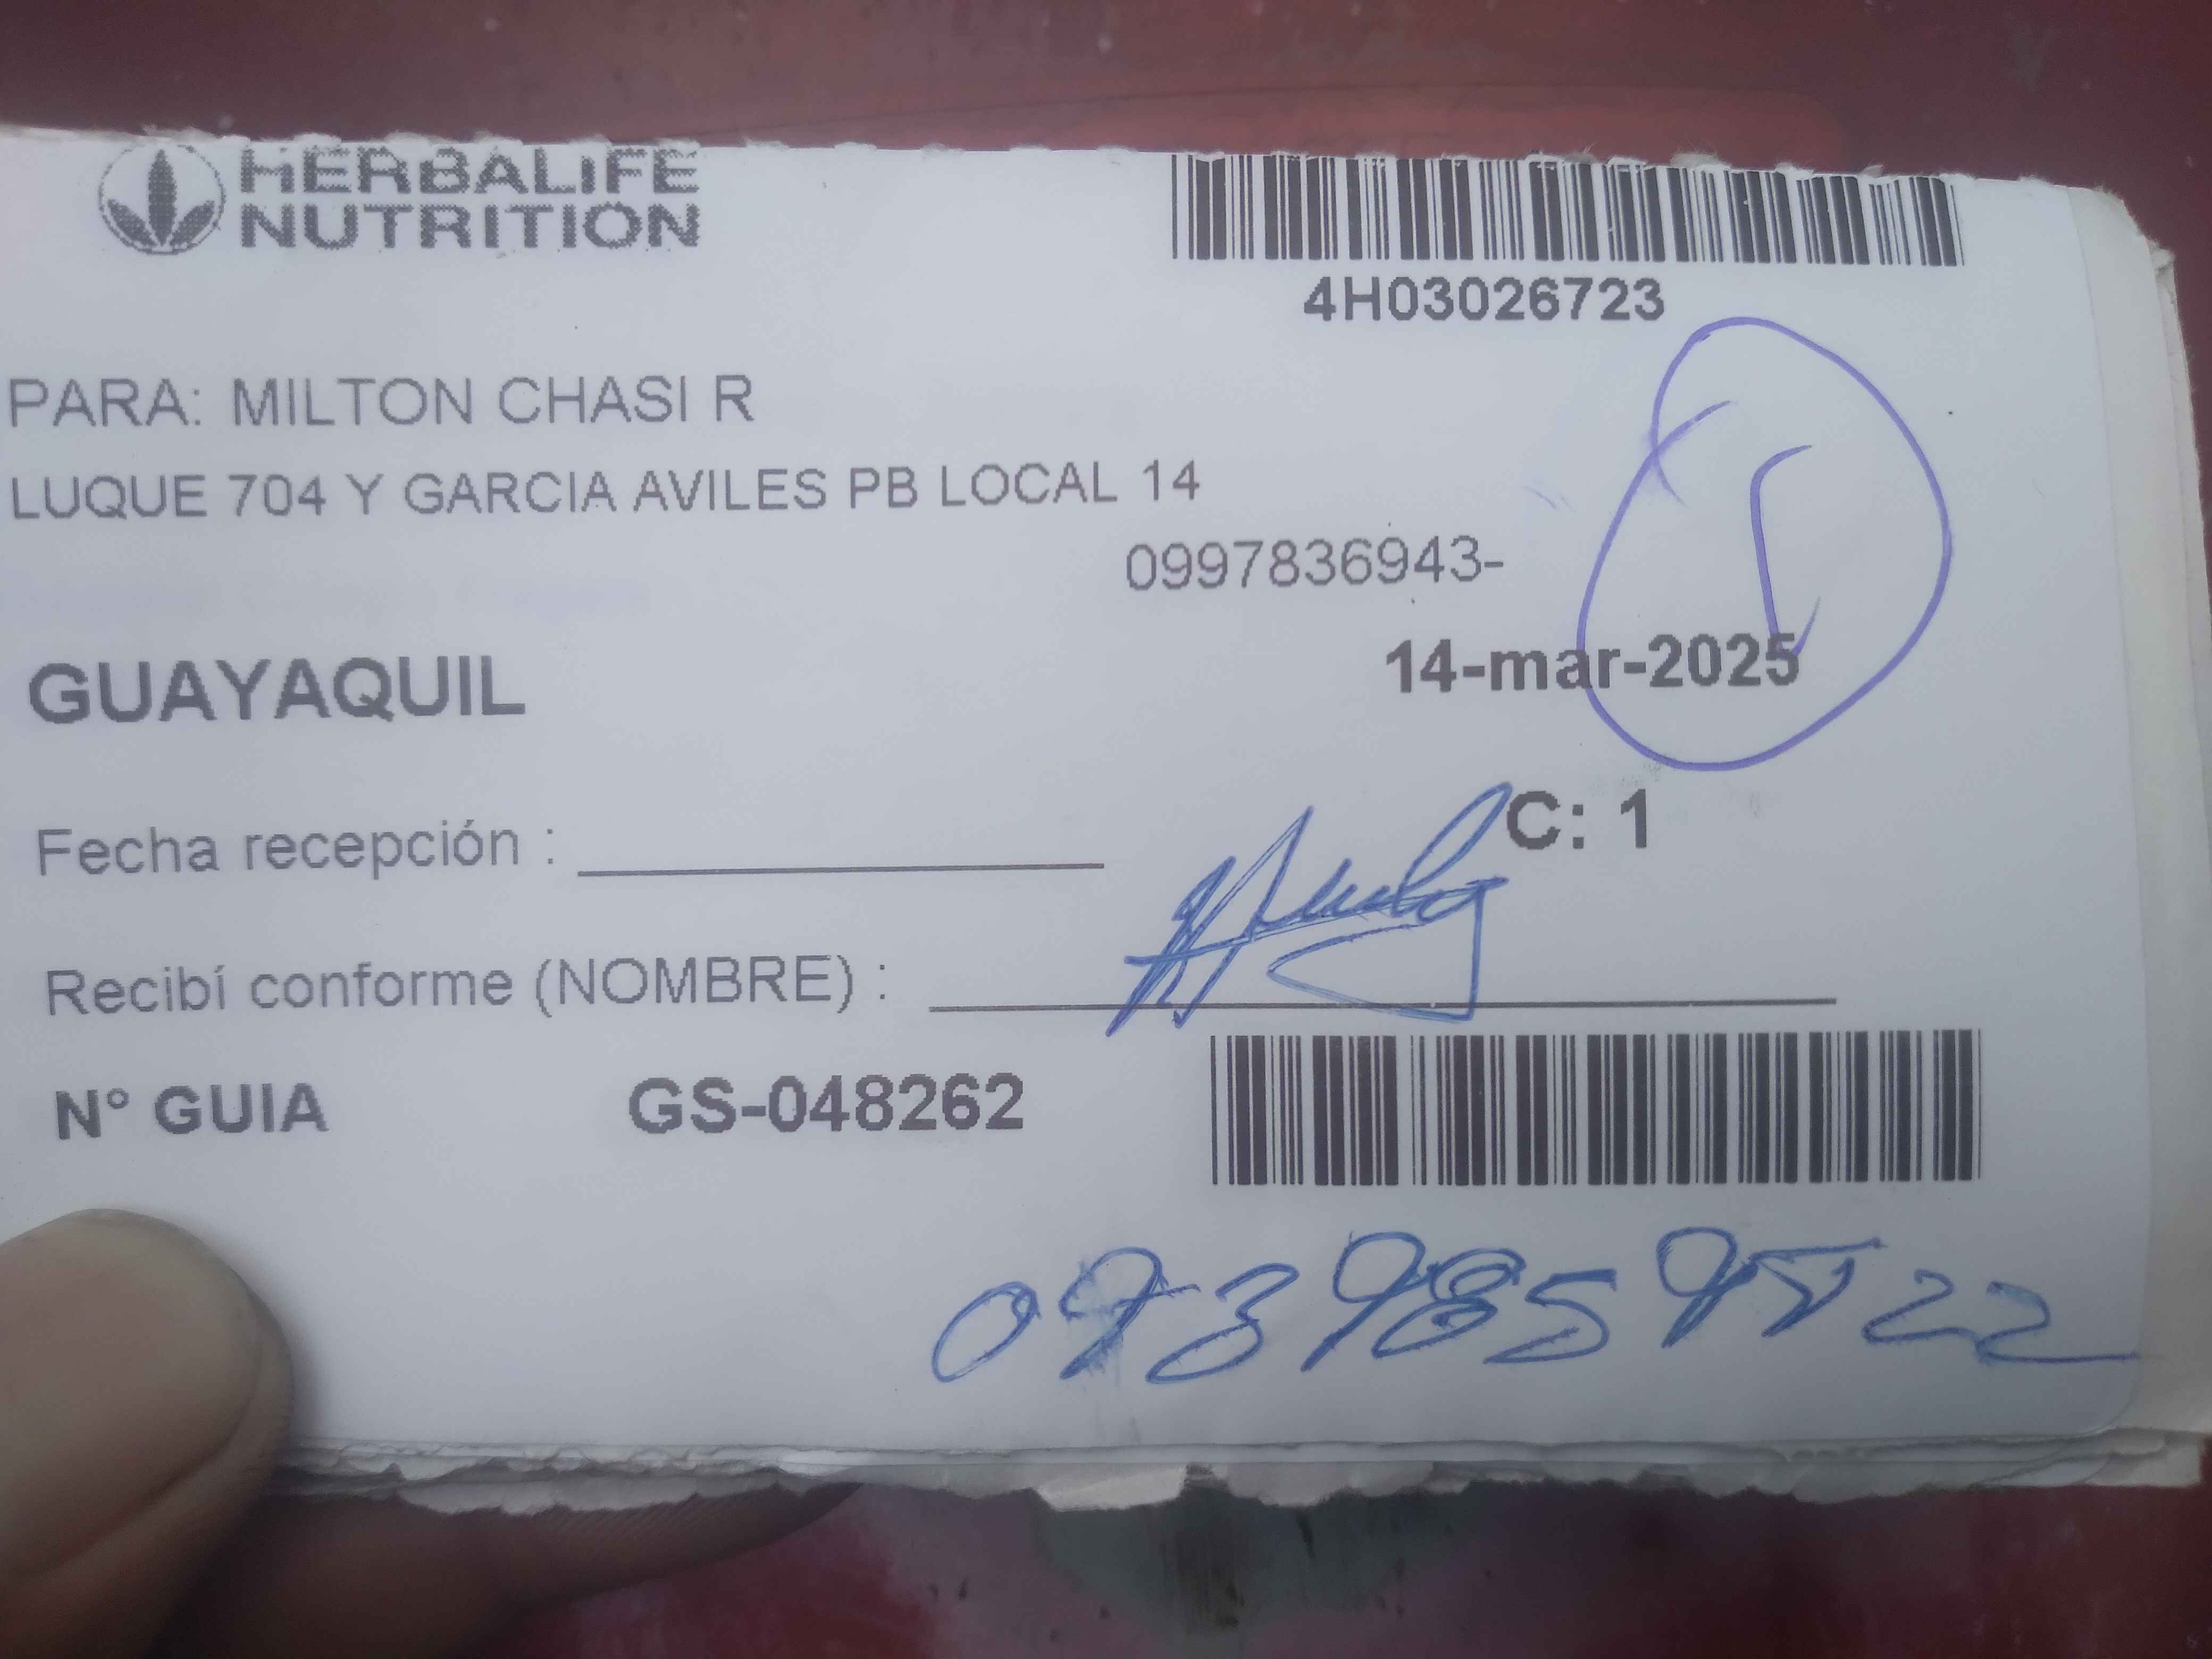 HERBALIFE
NUTRITION
4H03026723
PARA: MILTON CHASI R
LUQUE 704 Y GARCIA AVILES PB LOCAL 14
0997836943-
GUAYAQUIL
14-mar-2025
C: 1
Fecha recepción :
Recibí conforme (NOMBRE) :
N° GUIA GS-048262